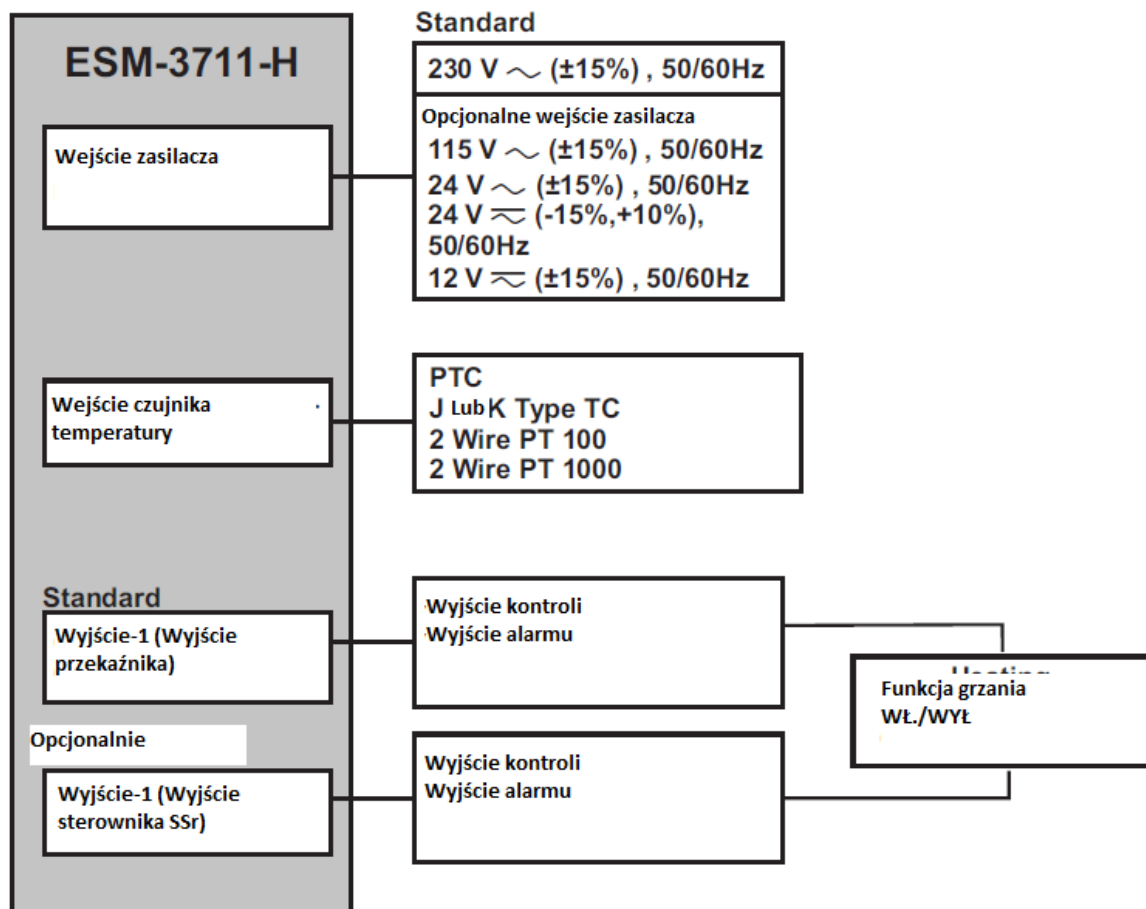 Standard
ESM-3711-H
230 V ~ (±15%) , 50/60Hz
Wejście zasilacza
Opcjonalne wejście zasilacza
115 V ~ (±15%) , 50/60Hz
24 V ~ (±15%) , 50/60Hz
24 V ⏦ (-15%,+10%),
50/60Hz
12 V ⏦ (±15%) , 50/60Hz
Wejście czujnika
temperatury
PTC
J Lub K Type TC
2 Wire PT 100
2 Wire PT 1000
Standard
Wyjście-1 (Wyjście
przekaźnika)
Wyjście kontroli
Wyjście alarmu
Funkcja grzania
WŁ./WYŁ
Opcjonalnie
Wyjście-1 (Wyjście
sterownika SSr)
Wyjście kontroli
Wyjście alarmu